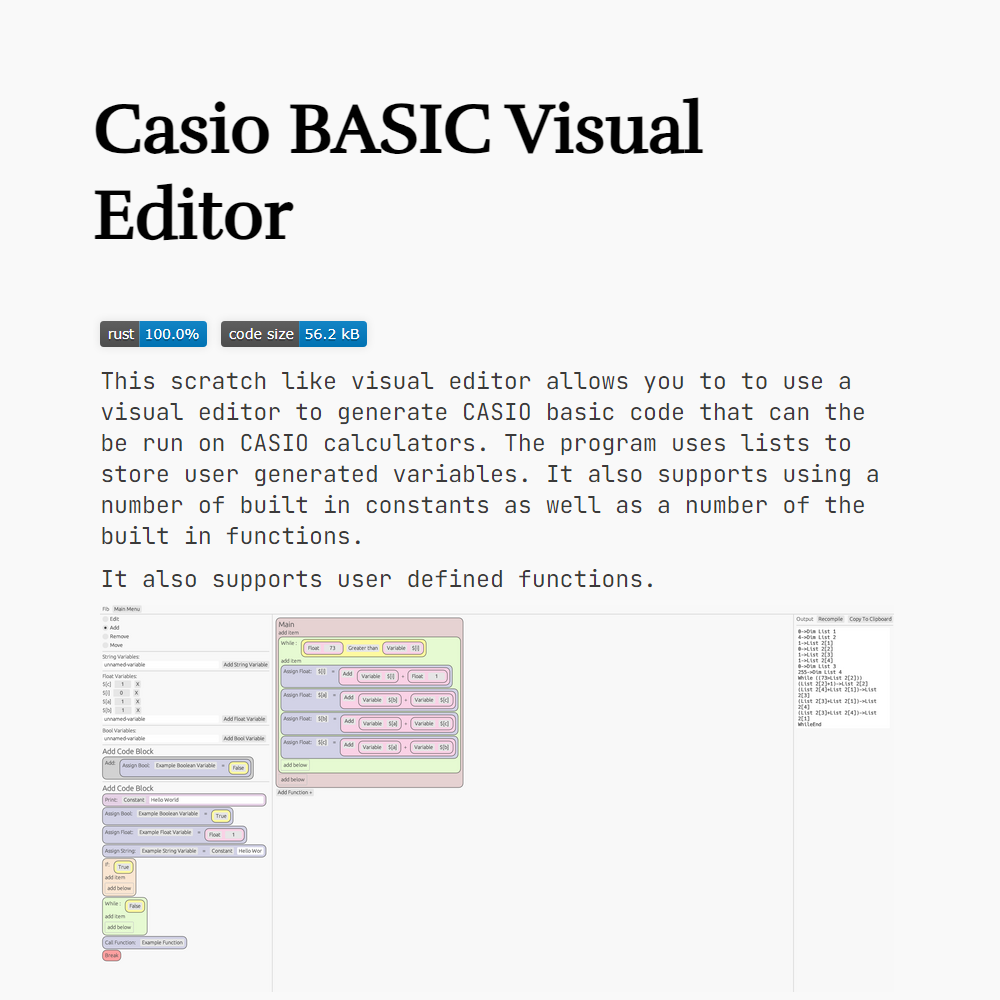 Casio BASIC Visual
Editor
rust 100.0% code size 56.2 kB
This scratch like visual editor allows you to to use a
visual editor to generate CASIO basic code that can the
be run on CASIO calculators. The program uses lists to
store user generated variables. It also supports using a
number of built in constants as well as a number of the
built in functions.
It also supports user defined functions.
Fib Main Menu
Edit
Add
Remove
Move
String Variables:
unnamed-variable Add String Variable
Float Variables:
$[c] 1 X
$[i] 0 X
$[a] 1 X
$[b] 1 X
unnamed-variable Add Float Variable
Bool Variables:
unnamed-variable Add Bool Variable
Add Code Block
Add: Assign Bool: Example Boolean Variable = False
Add Code Block
Print: Constant Hello World
Assign Bool: Example Boolean Variable = True
Assign Float: Example Float Variable = Float 1
Assign String: Example String Variable = Constant Hello Wor
If: True
add item
add below
While : False
add item
add below
Call Function: Example Function
Break
Main
add item
While : Float 73 Greater than Variable $[i]
add item
Assign Float: $[i] = Add Variable $[i] + Float 1
Assign Float: $[a] = Add Variable $[b] + Variable $[c]
Assign Float: $[b] = Add Variable $[a] + Variable $[c]
Assign Float: $[c] = Add Variable $[a] + Variable $[b]
add below
add below
Add Function +
Output Recompile Copy To Clipboard
0->Dim List 1
4->Dim List 2
1->List 2[1]
0->List 2[2]
1->List 2[3]
1->List 2[4]
0->Dim List 3
255->Dim List 4
While ((73>List 2[2]))
(List 2[2]+1)->List 2[2]
(List 2[4]+List 2[1])->List
2[3]
(List 2[3]+List 2[1])->List
2[4]
(List 2[3]+List 2[4])->List
2[1]
WhileEnd